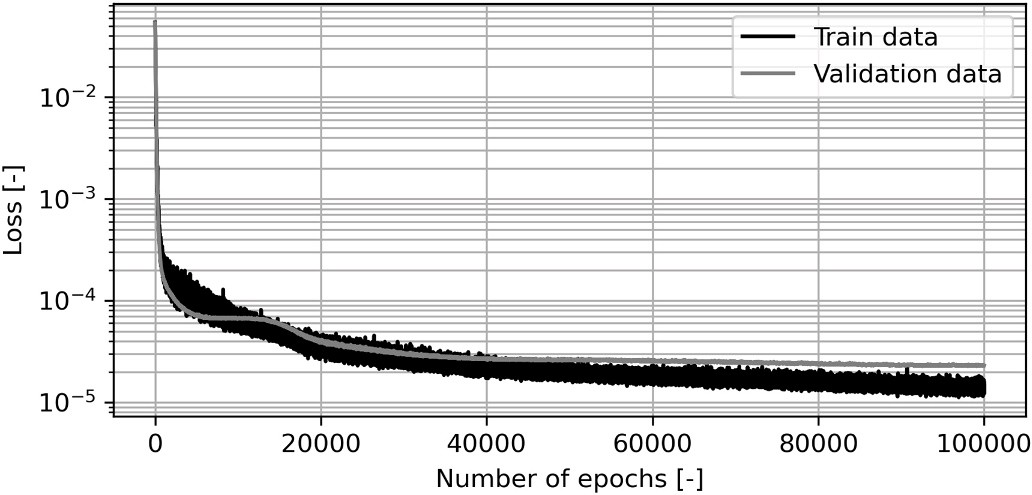 Train data
Validation data
10⁻²
10⁻³
10⁻⁴
10⁻⁵
Loss [-]
0 20000 40000 60000 80000 100000
Number of epochs [-]